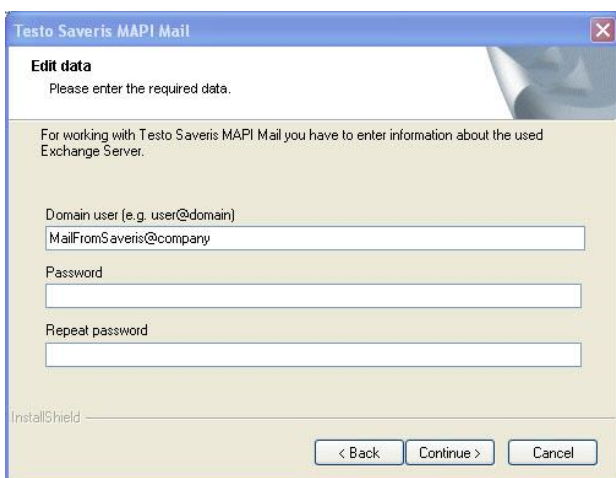 Testo Saveris MAPI Mail
Edit data
Please enter the required data.
For working with Testo Saveris MAPI Mail you have to enter information about the used
Exchange Server.
Domain user (e.g. user@domain)
MailFromSaveris@company
Password
Repeat password
InstallShield
< Back Continue > Cancel